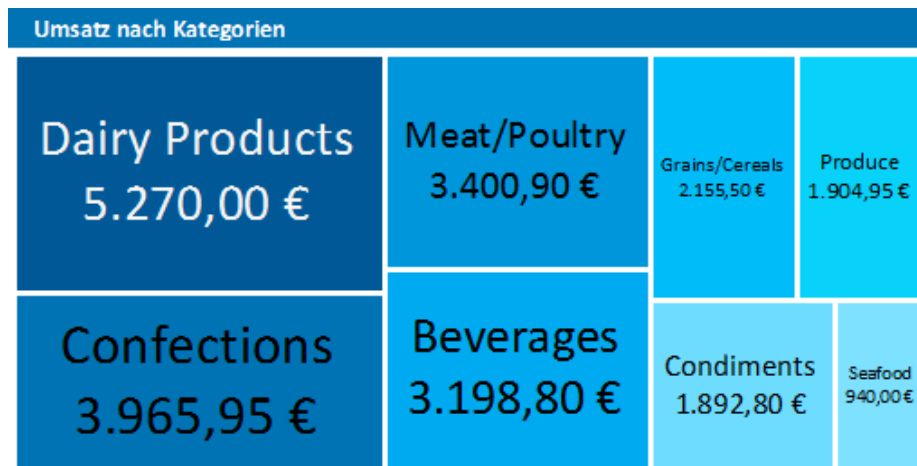 Umsatz nach Kategorien
Dairy Products
5.270,00 €
Confections
3.965,95 €
Meat/Poultry
3.400,90 €
Beverages
3.198,80 €
Grains/Cereals
2.155,50 €
Produce
1.904,95 €
Condiments
1.892,80 €
Seafood
940,00 €